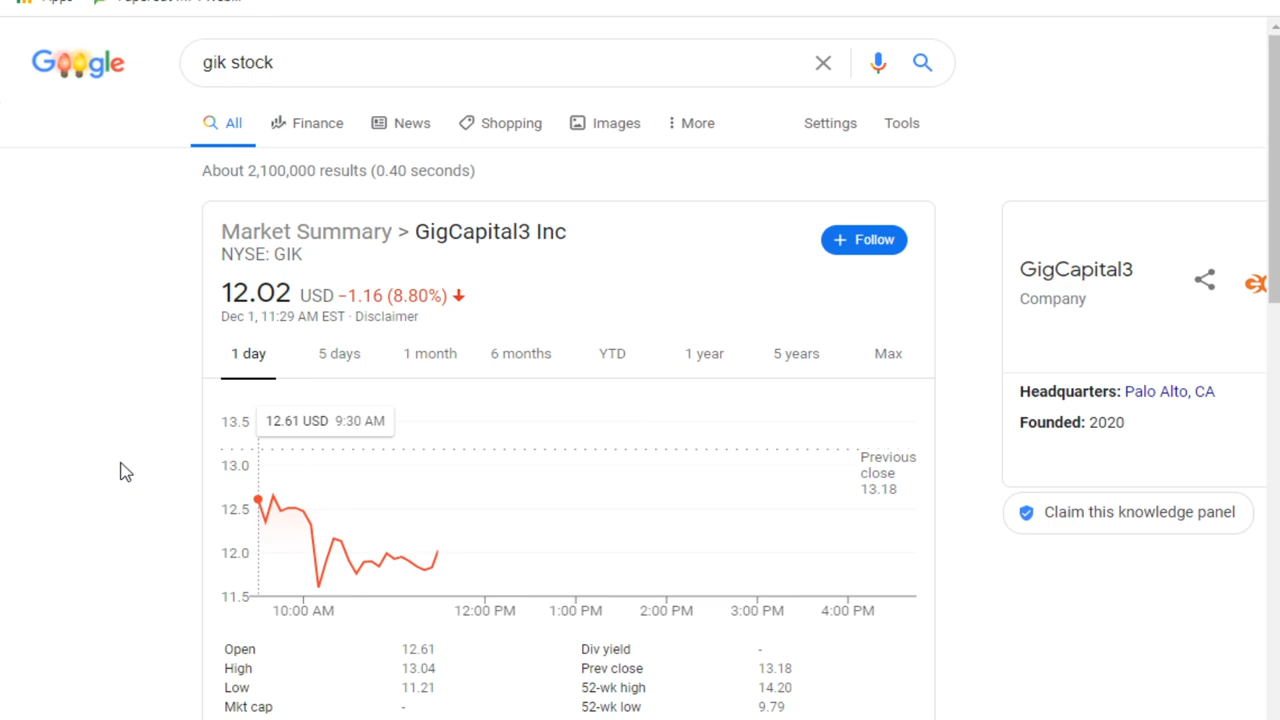 Apps
Google
gik stock
All Finance News Shopping Images More Settings Tools
About 2,100,000 results (0.40 seconds)
Market Summary > GigCapital3 Inc
NYSE: GIK
+ Follow
12.02 USD −1.16 (8.80%)
Dec 1, 11:29 AM EST · Disclaimer
1 day 5 days 1 month 6 months YTD 1 year 5 years Max
12.61 USD 9:30 AM
13.5
13.0
12.5
12.0
11.5
Previous
close
13.18
10:00 AM 12:00 PM 1:00 PM 2:00 PM 3:00 PM 4:00 PM
Open 12.61 Div yield -
High 13.04 Prev close 13.18
Low 11.21 52-wk high 14.20
Mkt cap - 52-wk low 9.79
GigCapital3
Company
Headquarters: Palo Alto, CA
Founded: 2020
Claim this knowledge panel